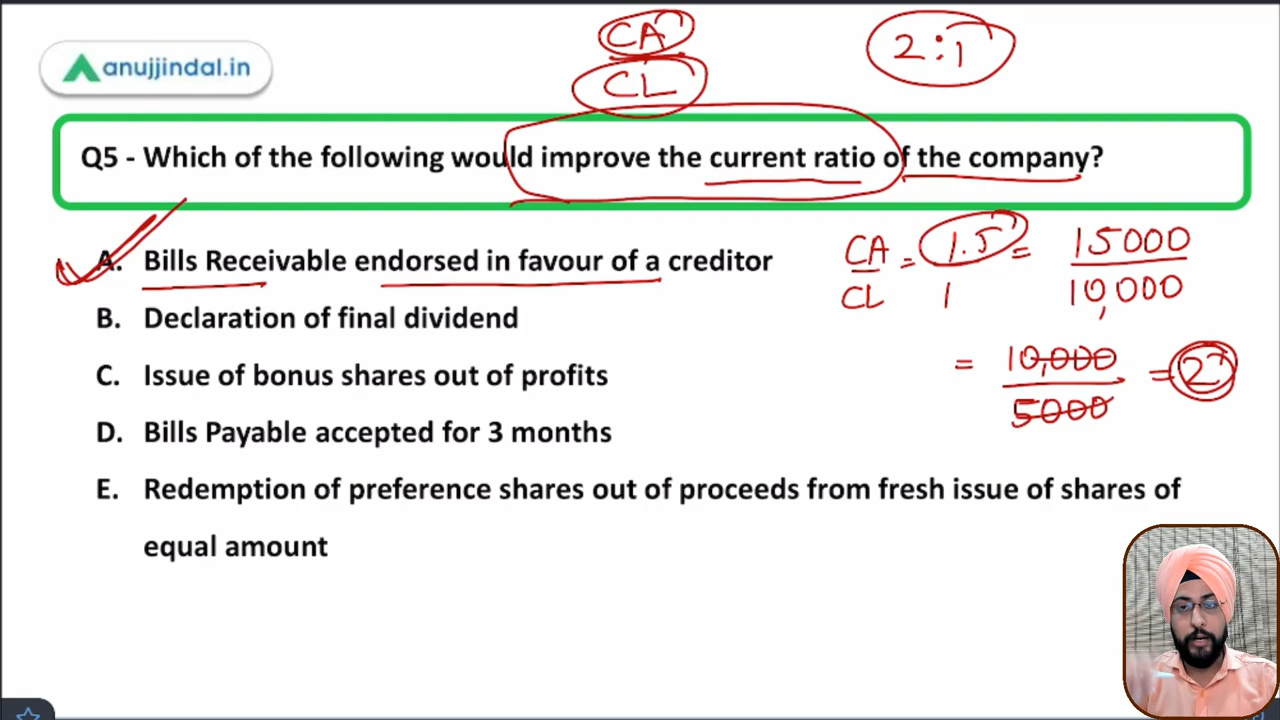 CA
CL
2:1
anujjindal.in
Q5 - Which of the following would improve the current ratio of the company?
A. Bills Receivable endorsed in favour of a creditor
B. Declaration of final dividend
C. Issue of bonus shares out of profits
D. Bills Payable accepted for 3 months
E. Redemption of preference shares out of proceeds from fresh issue of shares of
equal amount
CA = 1.5 = 15000
CL 1 10,000
= 10,000 = 2
5000